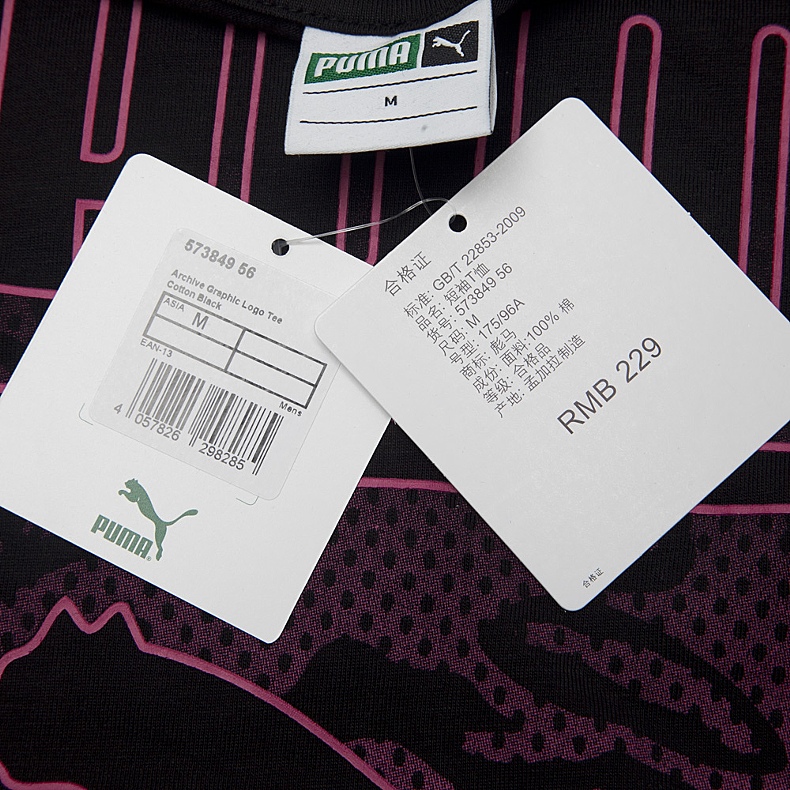 PUMA
M
573849 56
Archive Graphic Logo Tee
Cotton Black
ASIA M
EAN-13
Mens
4 057826 298285
PUMA
合格证
标准: GB/T 22853-2009
品名: 短袖T恤
货号: 573849 56
尺码: M
号型: 175/96A
商标: 彪马
成份: 面料:100% 棉
等级: 合格品
产地: 孟加拉制造
RMB 229
合格证